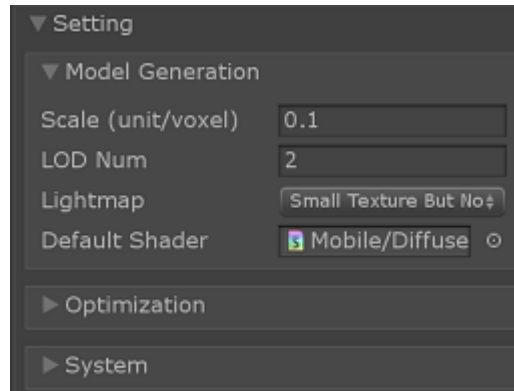 Setting
Model Generation
Scale (unit/voxel) 0.1
LOD Num 2
Lightmap Small Texture But No
Default Shader Mobile/Diffuse
Optimization
System